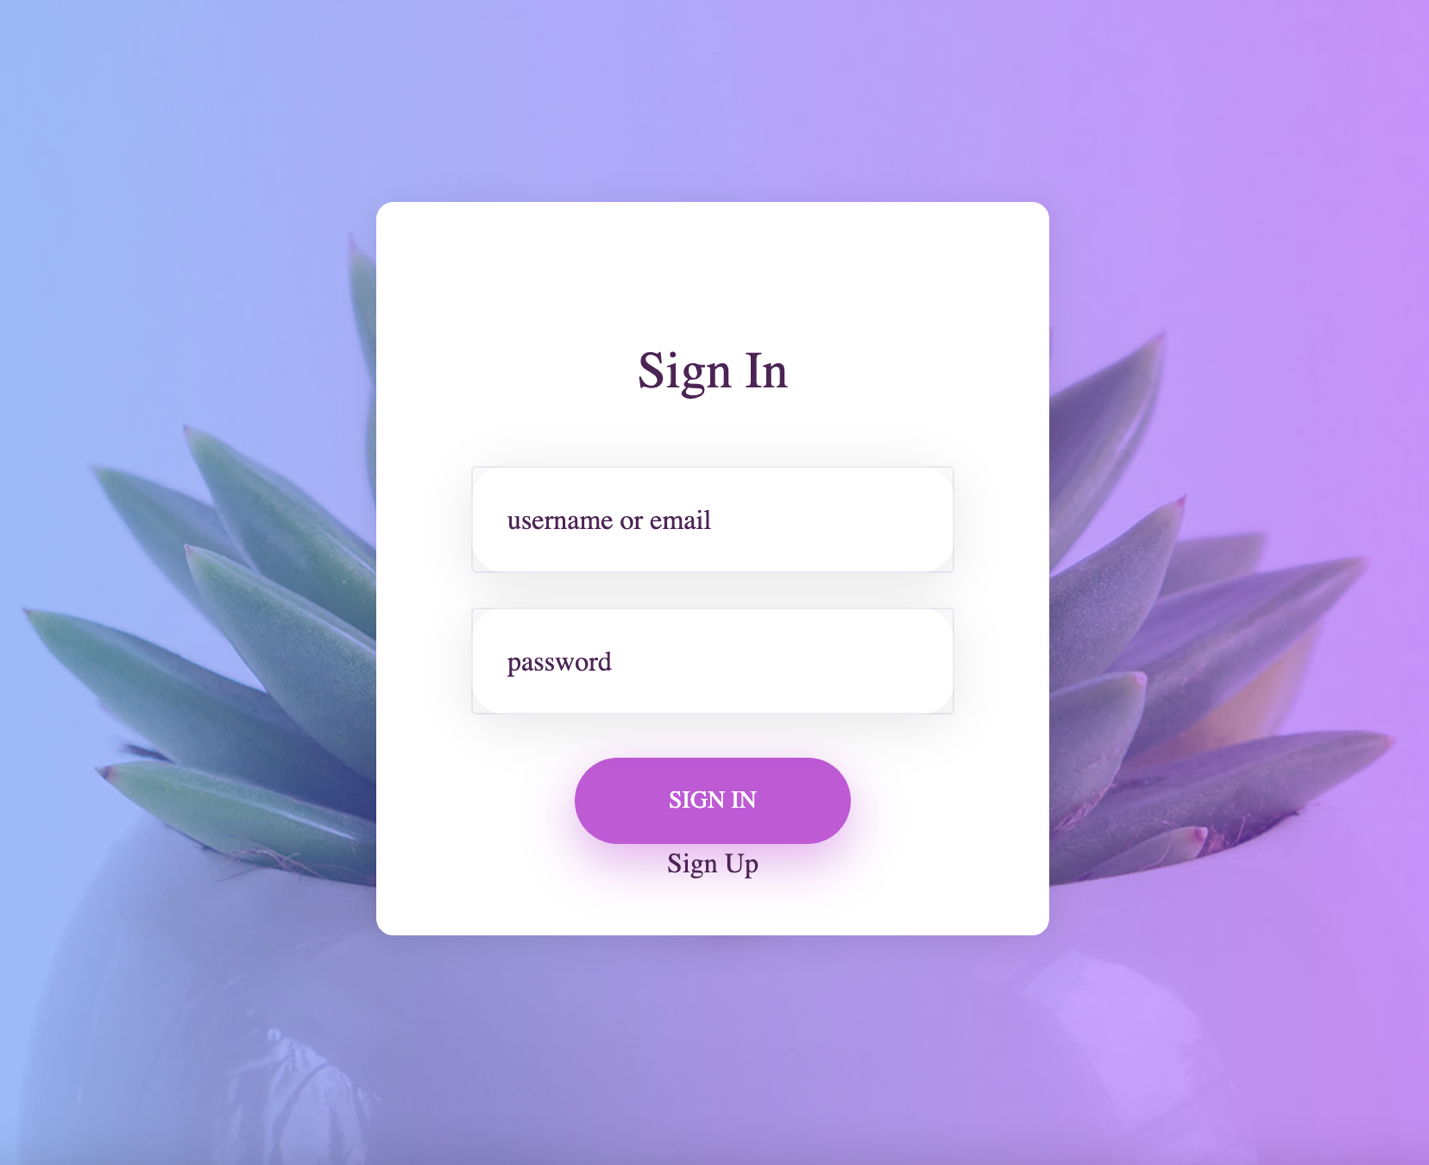 Sign In
username or email
password
SIGN IN
Sign Up